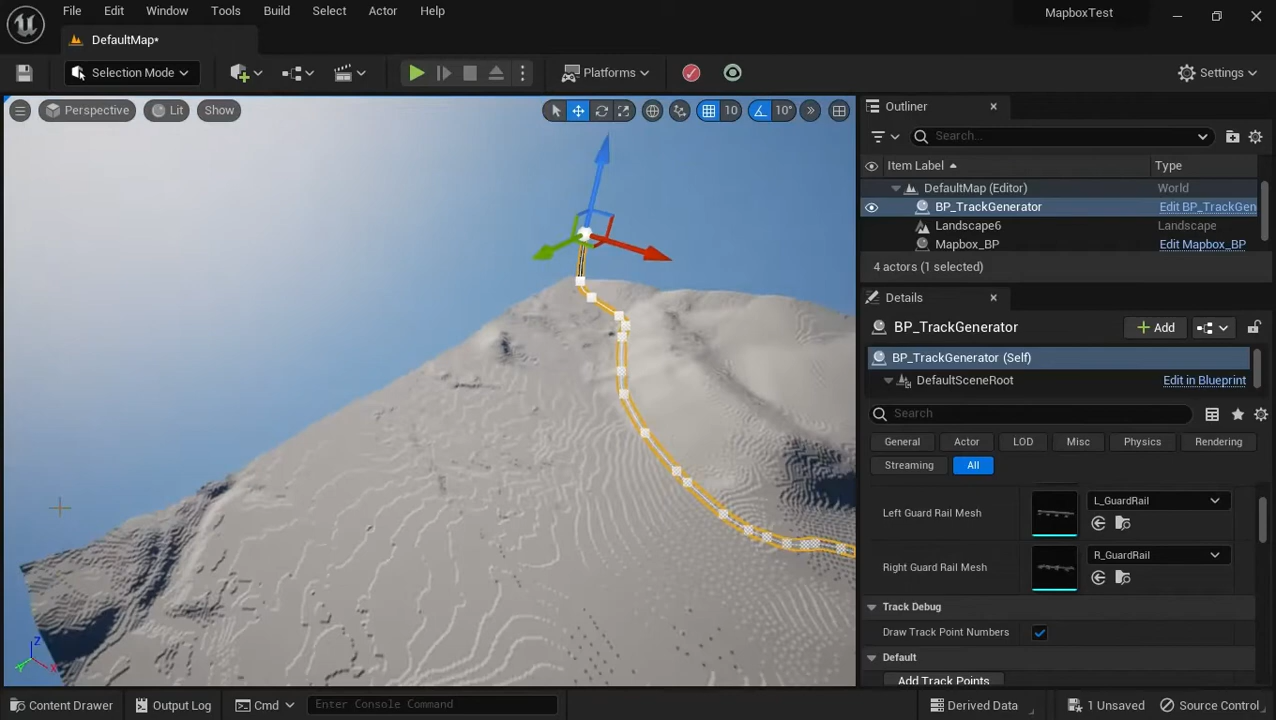 File Edit Window Tools Build Select Actor Help
MapboxTest
DefaultMap*
Selection Mode
Platforms
Settings
Perspective
Lit
Show
10
10°
Outliner
Search...
Item Label
Type
DefaultMap (Editor)
World
BP_TrackGenerator
Edit BP_TrackGen
Landscape6
Landscape
Mapbox_BP
Edit Mapbox_BP
4 actors (1 selected)
Details
BP_TrackGenerator
Add
BP_TrackGenerator (Self)
DefaultSceneRoot
Edit in Blueprint
Search
General
Actor
LOD
Misc
Physics
Rendering
Streaming
All
Left Guard Rail Mesh
L_GuardRail
Right Guard Rail Mesh
R_GuardRail
Track Debug
Draw Track Point Numbers
Default
Add Track Points
Z
Y
X
Content Drawer
Output Log
Cmd
Enter Console Command
Derived Data
1 Unsaved
Source Control